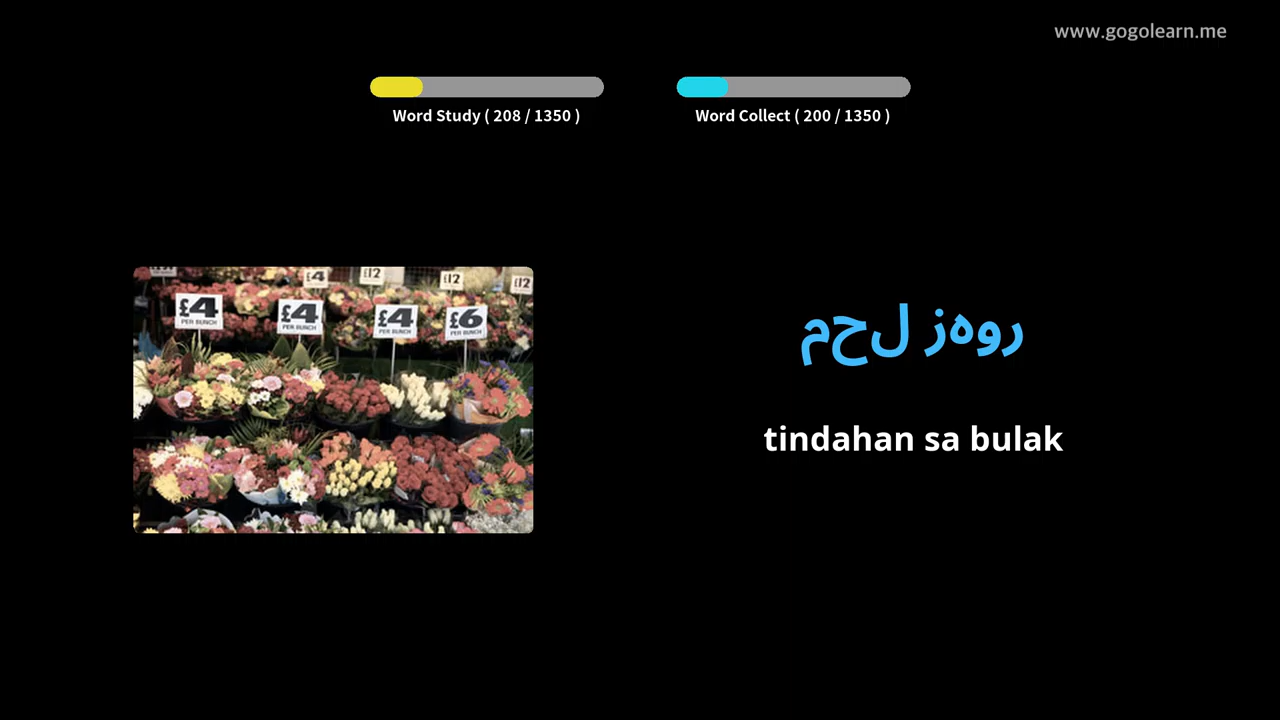 www.gogolearn.me
Word Study ( 208 / 1350 )
Word Collect ( 200 / 1350 )
£4
£12
£12
£12
£4 PER BUNCH
£4 PER BUNCH
£4 PER BUNCH
£6 PER BUNCH
روهز لحم
tindahan sa bulak